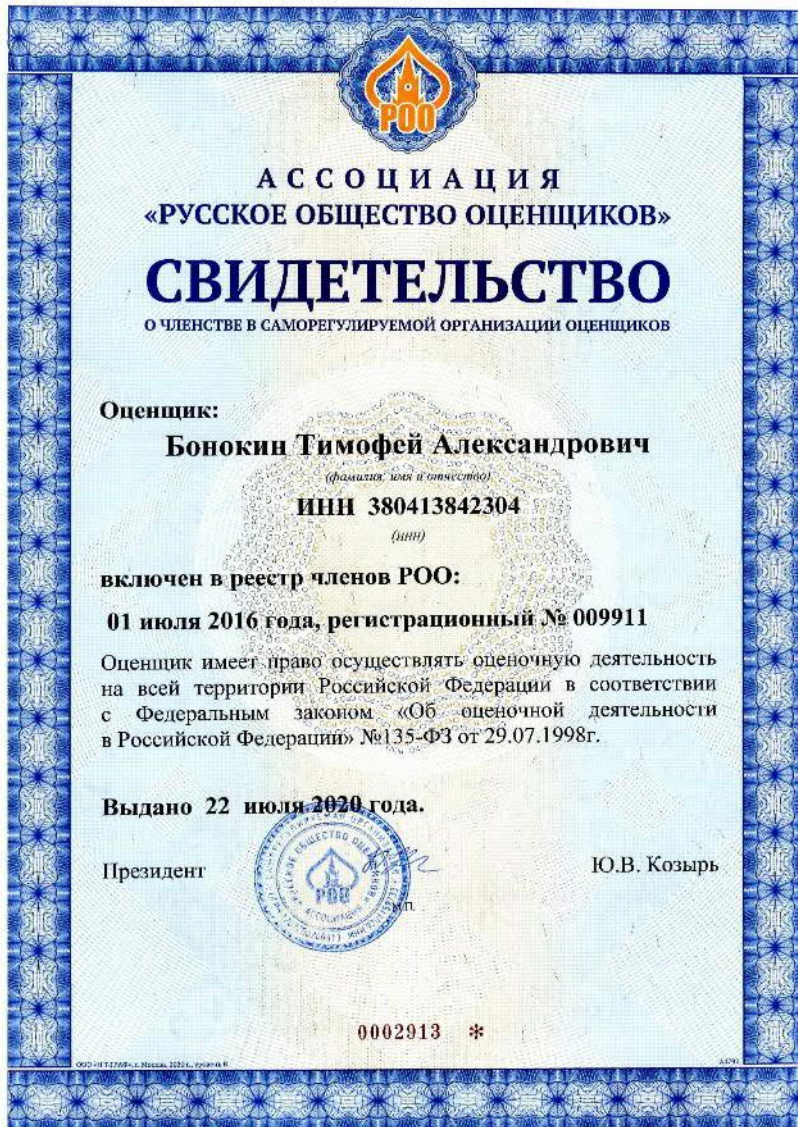 РОО
АССОЦИАЦИЯ
«РУССКОЕ ОБЩЕСТВО ОЦЕНЩИКОВ»
СВИДЕТЕЛЬСТВО
О ЧЛЕНСТВЕ В САМОРЕГУЛИРУЕМОЙ ОРГАНИЗАЦИИ ОЦЕНЩИКОВ
Оценщик:
Бонокин Тимофей Александрович
(фамилия, имя и отчество)
ИНН 380413842304
(инн)
включен в реестр членов РОО:
01 июля 2016 года, регистрационный № 009911
Оценщик имеет право осуществлять оценочную деятельность
на всей территории Российской Федерации в соответствии
с Федеральным законом «Об оценочной деятельности
в Российской Федерации» №135-ФЗ от 29.07.1998г.
Выдано 22 июля 2020 года.
Президент
Ю.В. Козырь
РОО
М.П.
0002913 *